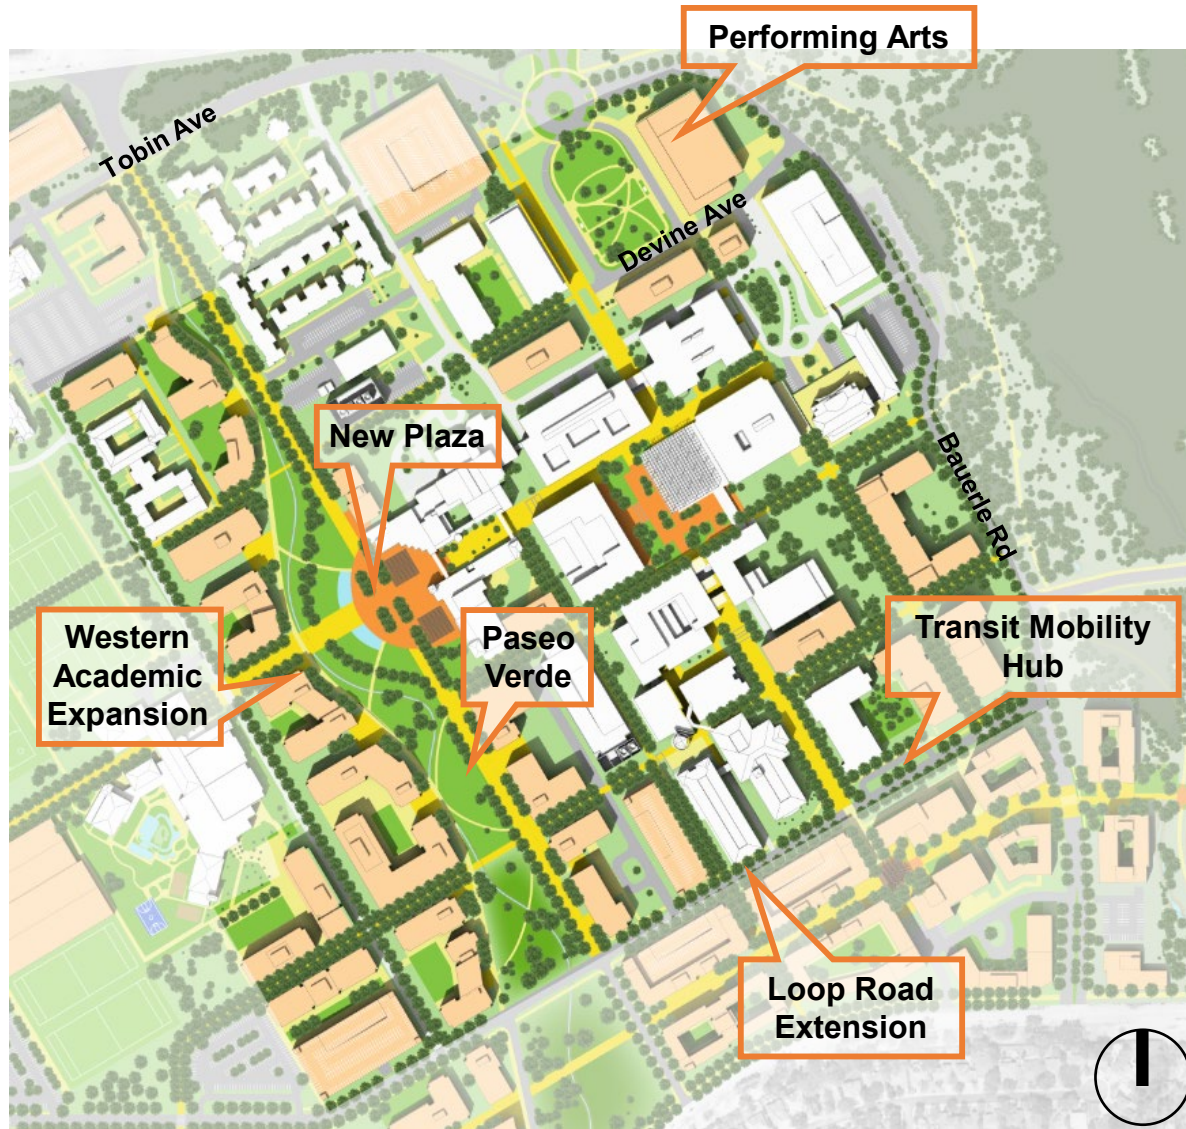 Performing Arts
Tobin Ave
Devine Ave
New Plaza
Bauerle Rd
Western
Academic
Expansion
Paseo
Verde
Transit Mobility
Hub
Loop Road
Extension